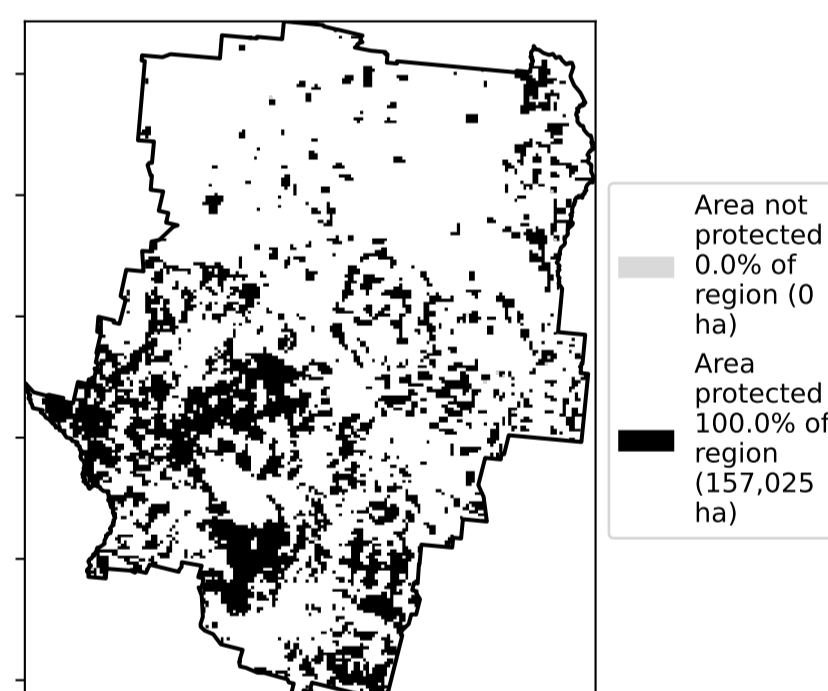 Area not
protected
0.0% of
region (0
ha)
Area
protected
100.0% of
region
(157,025
ha)